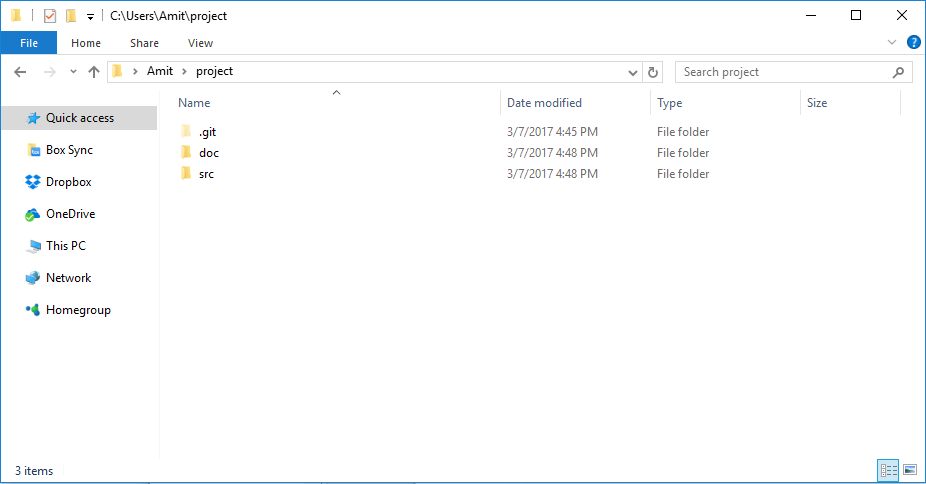 C:\Users\Amit\project
File Home Share View ?
Amit project Search project
Name Date modified Type Size
Quick access
Box Sync
Dropbox
OneDrive
This PC
Network
Homegroup
.git 3/7/2017 4:45 PM File folder
doc 3/7/2017 4:48 PM File folder
src 3/7/2017 4:48 PM File folder
3 items